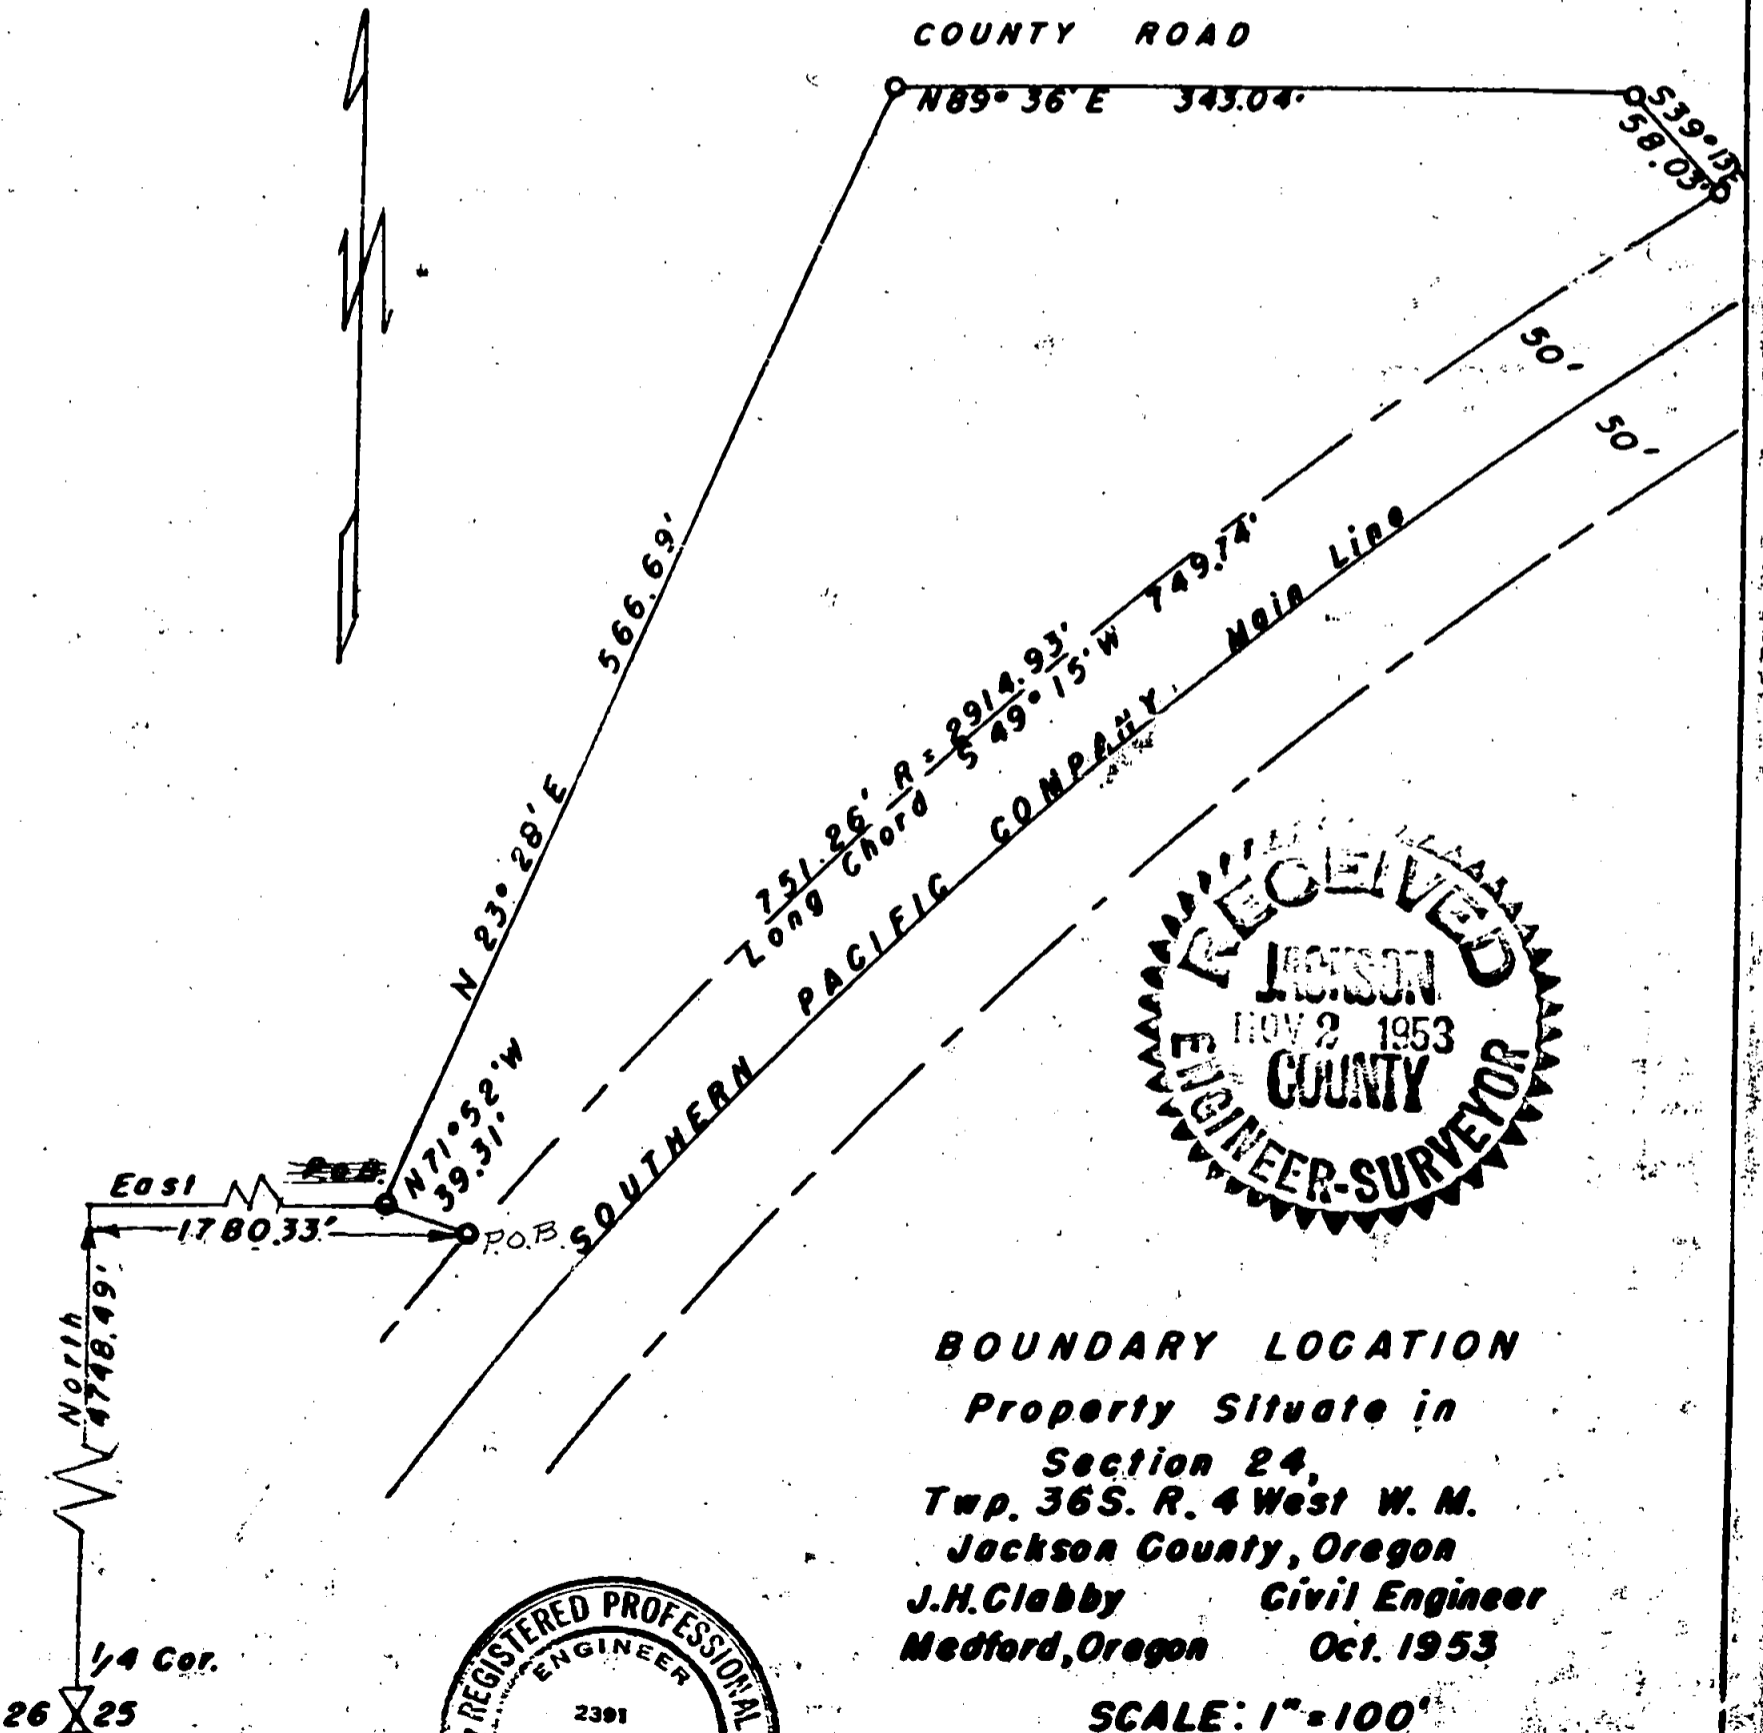 COUNTY ROAD
N89° 36' E 343.04'
S39° 13' E
58.03'
50'
50'
566.69'
N 23° 28' E
751.26' R = 2914.93'
Long Chord S 49° 15' W 749.74'
SOUTHERN PACIFIC COMPANY Main Line
N 71° 52' W
39.31'
P.O.B.
East
1780.33'
P.O.B.
North
4748.49'
1/4 Cor.
26 25
RECEIVED
JACKSON
NOV 2 1953
COUNTY
ENGINEER-SURVEYOR
BOUNDARY LOCATION
Property Situate in
Section 24,
Twp. 36S. R. 4 West W. M.
Jackson County, Oregon
J.H. Clabby Civil Engineer
Medford, Oregon Oct. 1953
SCALE: 1" = 100'
REGISTERED PROFESSIONAL
ENGINEER
2391